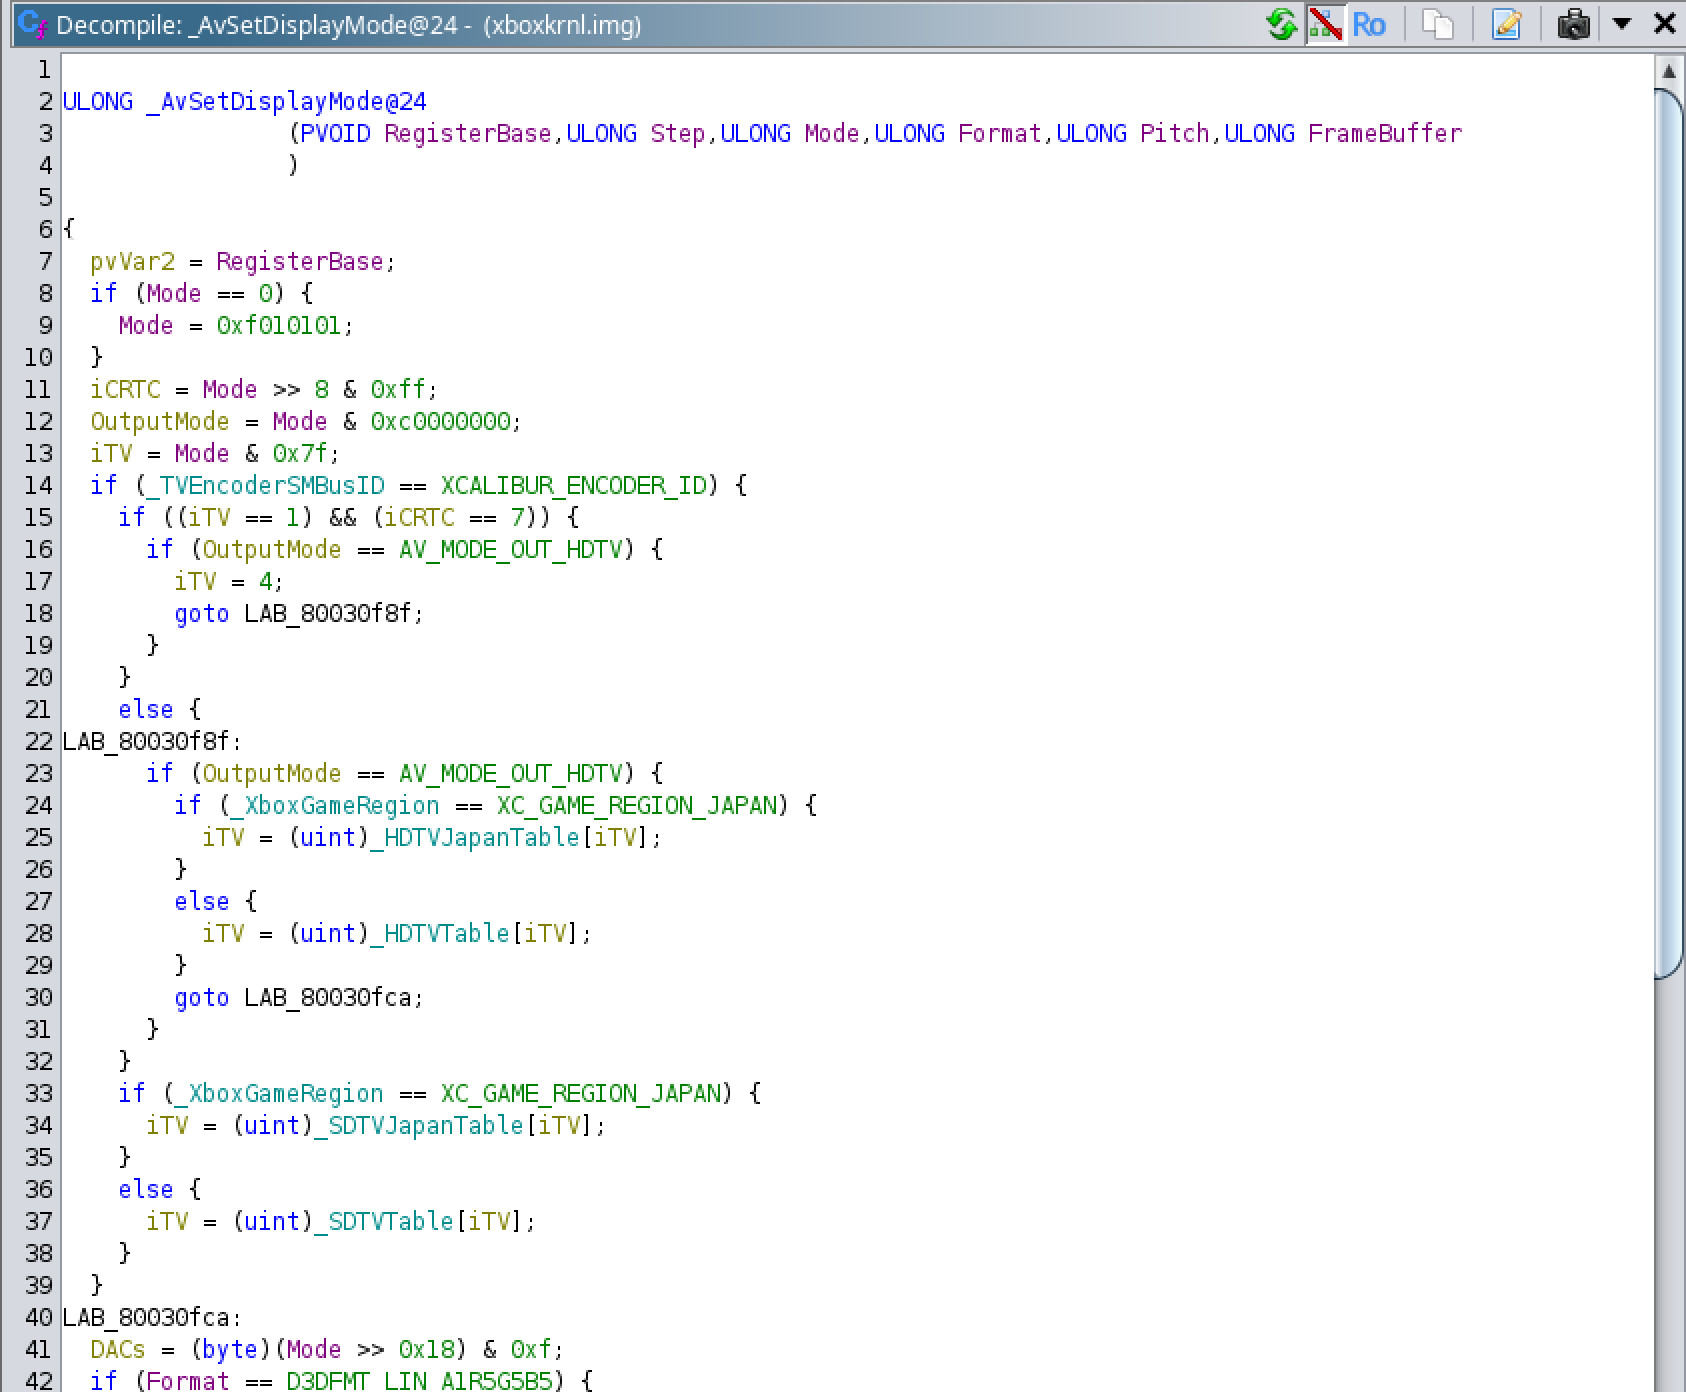 Decompile: _AvSetDisplayMode@24 - (xboxkrnl.img)
Ro
1
2 ULONG _AvSetDisplayMode@24
3 (PVOID RegisterBase,ULONG Step,ULONG Mode,ULONG Format,ULONG Pitch,ULONG FrameBuffer
4 )
5
6 {
7 pvVar2 = RegisterBase;
8 if (Mode == 0) {
9 Mode = 0xf010101;
10 }
11 iCRTC = Mode >> 8 & 0xff;
12 OutputMode = Mode & 0xc0000000;
13 iTV = Mode & 0x7f;
14 if (_TVEncoderSMBusID == XCALIBUR_ENCODER_ID) {
15 if ((iTV == 1) && (iCRTC == 7)) {
16 if (OutputMode == AV_MODE_OUT_HDTV) {
17 iTV = 4;
18 goto LAB_80030f8f;
19 }
20 }
21 else {
22 LAB_80030f8f:
23 if (OutputMode == AV_MODE_OUT_HDTV) {
24 if (_XboxGameRegion == XC_GAME_REGION_JAPAN) {
25 iTV = (uint)_HDTVJapanTable[iTV];
26 }
27 else {
28 iTV = (uint)_HDTVTable[iTV];
29 }
30 goto LAB_80030fca;
31 }
32 }
33 if (_XboxGameRegion == XC_GAME_REGION_JAPAN) {
34 iTV = (uint)_SDTVJapanTable[iTV];
35 }
36 else {
37 iTV = (uint)_SDTVTable[iTV];
38 }
39 }
40 LAB_80030fca:
41 DACs = (byte)(Mode >> 0x18) & 0xf;
42 if (Format == D3DFMT_LIN_A1R5G5B5) {